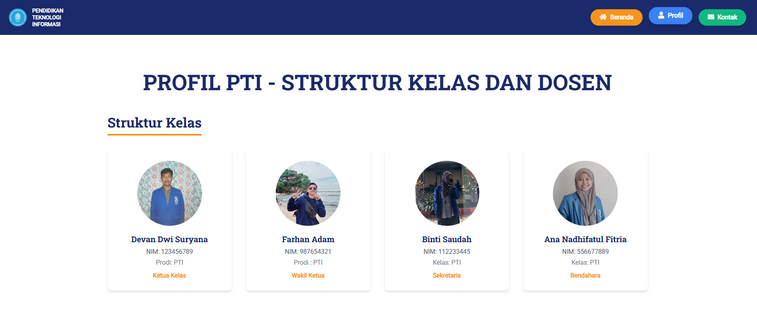 PENDIDIKAN
TEKNOLOGI
INFORMASI
Beranda
Profil
Kontak
PROFIL PTI - STRUKTUR KELAS DAN DOSEN
Struktur Kelas
Devan Dwi Suryana
NIM: 123456789
Prodi: PTI
Ketua Kelas
Farhan Adam
NIM: 987654321
Prodi : PTI
Wakil Ketua
Binti Saudah
NIM: 112233445
Kelas: PTI
Sekretaris
Ana Nadhifatul Fitria
NIM: 556677889
Kelas: PTI
Bendahara